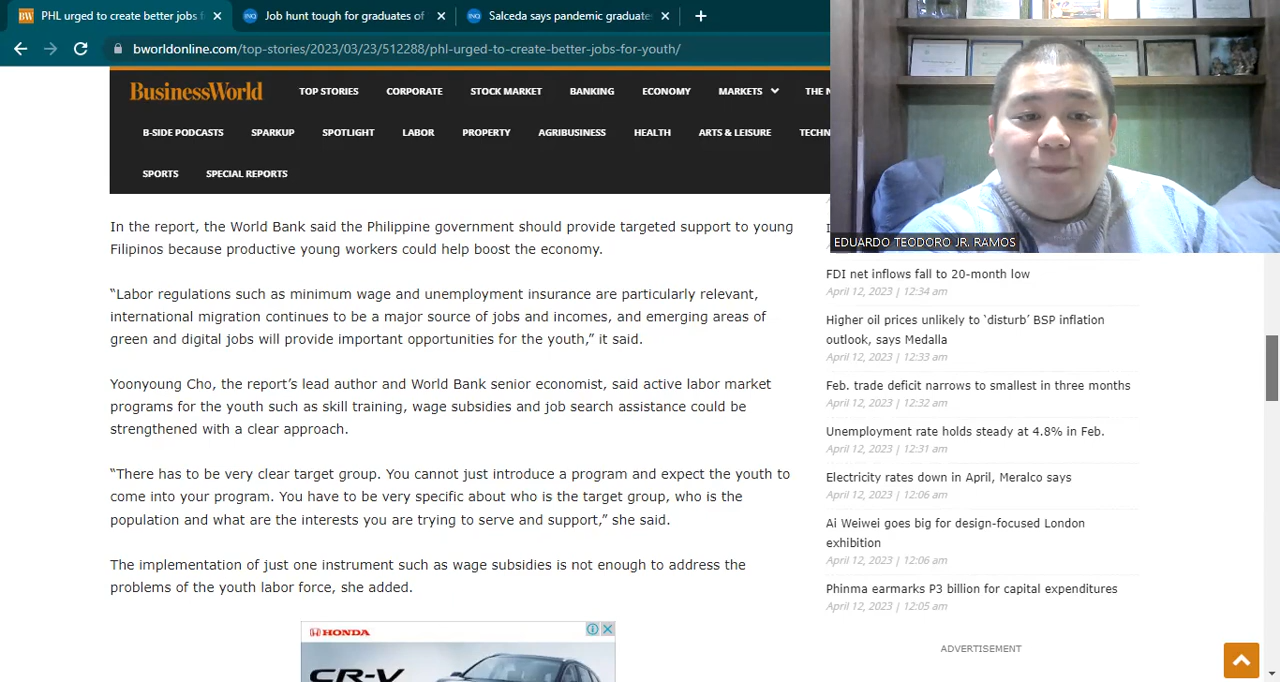 PHL urged to create better jobs f
Job hunt tough for graduates of
Salceda says pandemic graduate
bworldonline.com/top-stories/2023/03/23/512288/phl-urged-to-create-better-jobs-for-youth/
BusinessWorld
TOP STORIES CORPORATE STOCK MARKET BANKING ECONOMY MARKETS THE N
B-SIDE PODCASTS SPARKUP SPOTLIGHT LABOR PROPERTY AGRIBUSINESS HEALTH ARTS & LEISURE TECHN
SPORTS SPECIAL REPORTS
In the report, the World Bank said the Philippine government should provide targeted support to young
Filipinos because productive young workers could help boost the economy.
“Labor regulations such as minimum wage and unemployment insurance are particularly relevant,
international migration continues to be a major source of jobs and incomes, and emerging areas of
green and digital jobs will provide important opportunities for the youth,” it said.
Yoonyoung Cho, the report’s lead author and World Bank senior economist, said active labor market
programs for the youth such as skill training, wage subsidies and job search assistance could be
strengthened with a clear approach.
“There has to be very clear target group. You cannot just introduce a program and expect the youth to
come into your program. You have to be very specific about who is the target group, who is the
population and what are the interests you are trying to serve and support,” she said.
The implementation of just one instrument such as wage subsidies is not enough to address the
problems of the youth labor force, she added.
HONDA
CR-V
EDUARDO TEODORO JR. RAMOS
FDI net inflows fall to 20-month low
April 12, 2023 | 12:34 am
Higher oil prices unlikely to ‘disturb’ BSP inflation
outlook, says Medalla
April 12, 2023 | 12:33 am
Feb. trade deficit narrows to smallest in three months
April 12, 2023 | 12:32 am
Unemployment rate holds steady at 4.8% in Feb.
April 12, 2023 | 12:31 am
Electricity rates down in April, Meralco says
April 12, 2023 | 12:06 am
Ai Weiwei goes big for design-focused London
exhibition
April 12, 2023 | 12:06 am
Phinma earmarks P3 billion for capital expenditures
April 12, 2023 | 12:05 am
ADVERTISEMENT